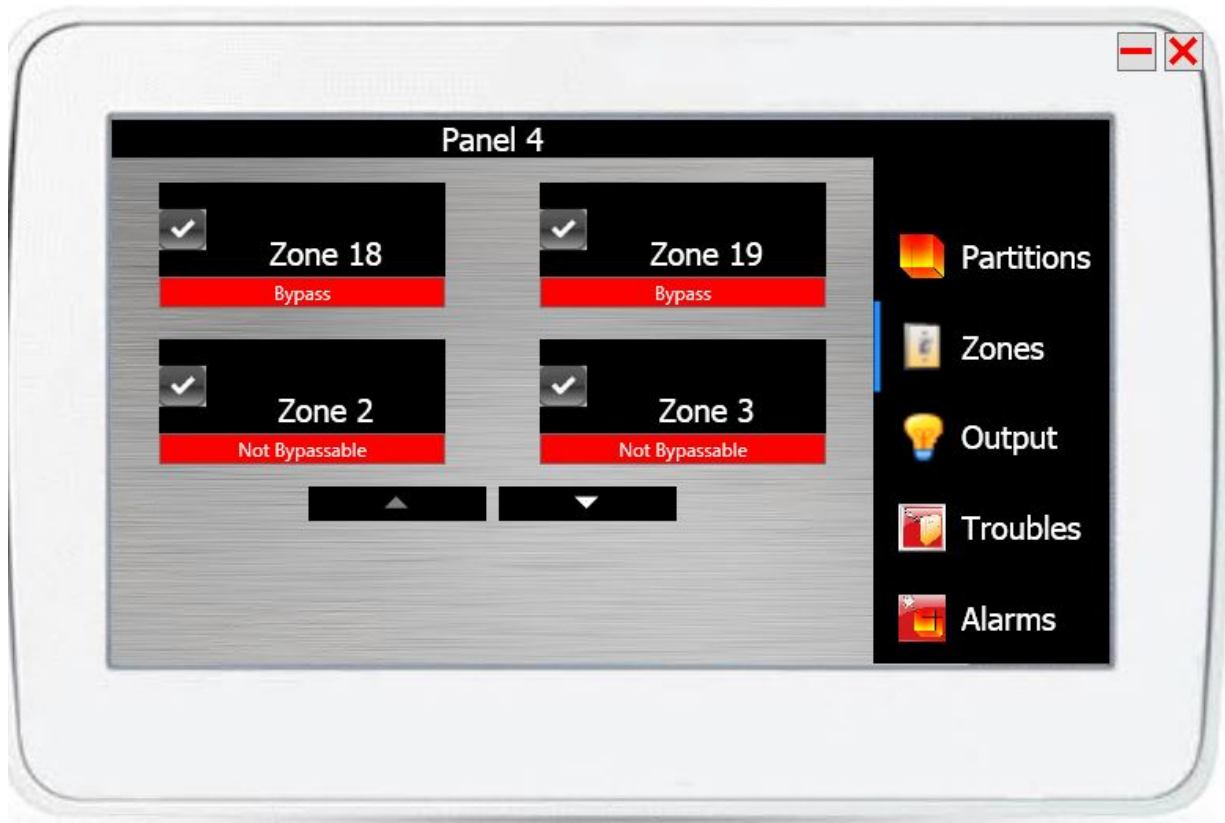 Panel 4
Zone 18
Bypass
Zone 19
Bypass
Zone 2
Not Bypassable
Zone 3
Not Bypassable
Partitions
Zones
Output
Troubles
Alarms